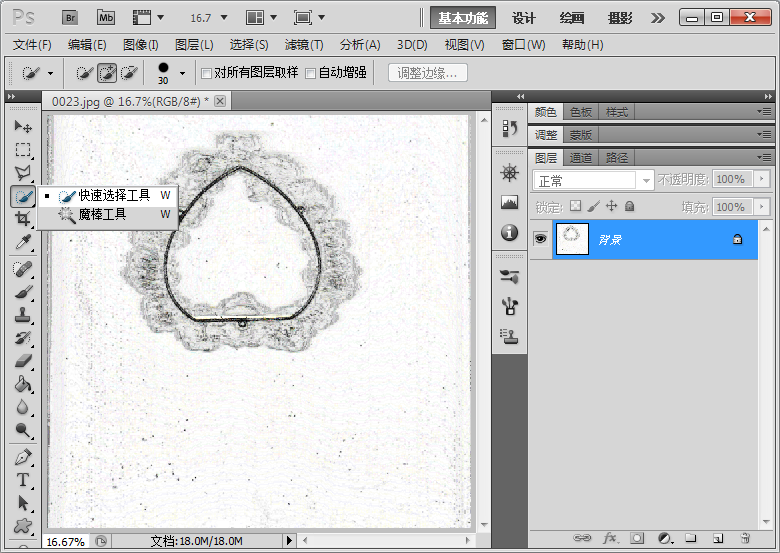 Ps Br Mb 16.7 基本功能 设计 绘画 摄影
文件(F) 编辑(E) 图像(I) 图层(L) 选择(S) 滤镜(T) 分析(A) 3D(D) 视图(V) 窗口(W) 帮助(H)
30 对所有图层取样 自动增强 调整边缘...
0023.jpg @ 16.7%(RGB/8#) *
快速选择工具 W
魔棒工具 W
T
16.67% 文档:18.0M/18.0M
颜色 色板 样式
调整 蒙版
图层 通道 路径
正常 不透明度: 100%
锁定: 填充: 100%
背景
fx.